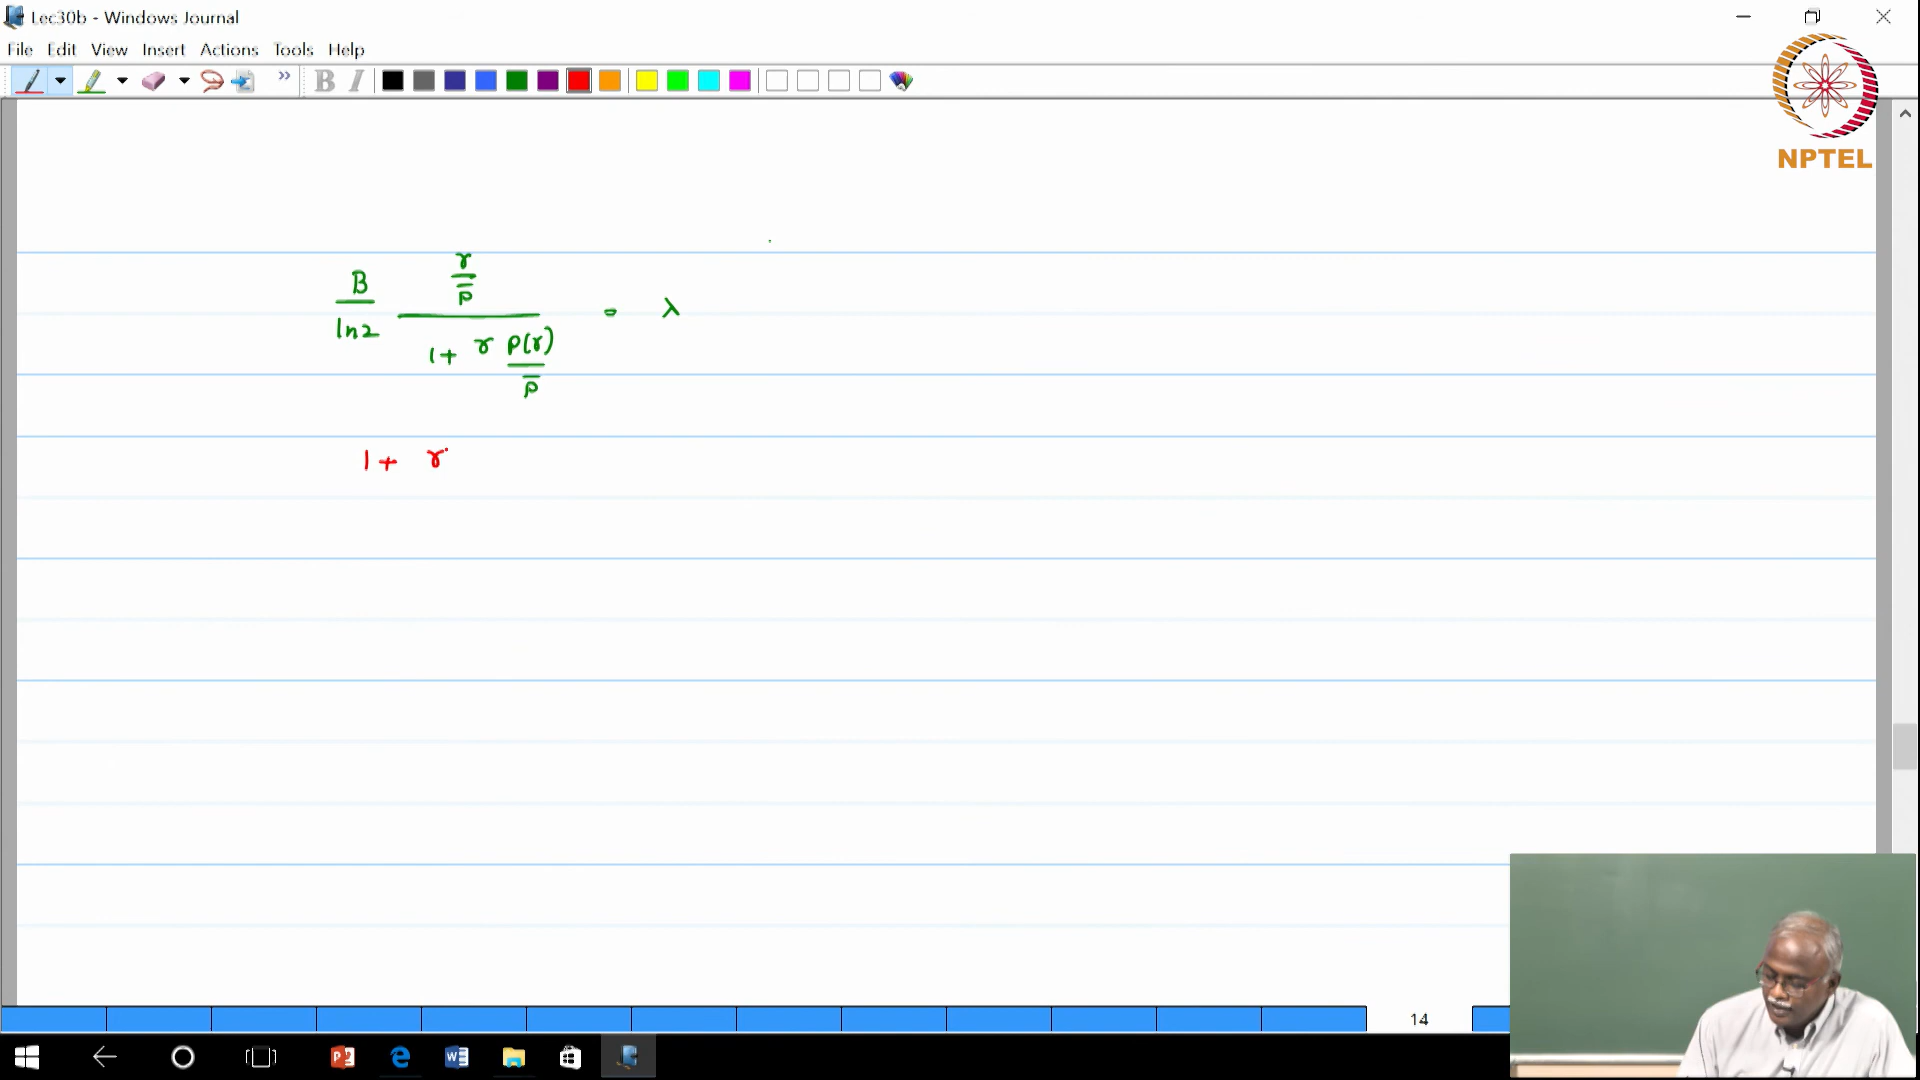 Lec30b - Windows Journal
File Edit View Insert Actions Tools Help
B I
NPTEL
B/ln2 (γ/P̅)/(1+ γ P(γ)/P̅) = λ
1+ γ
14